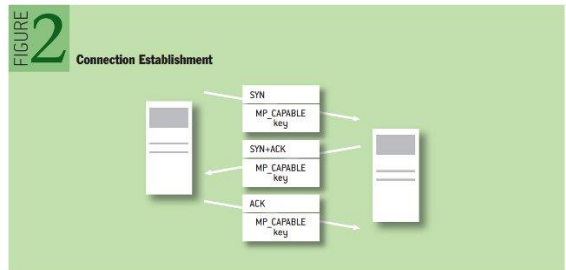 FIGURE
2
Connection Establishment
SYN
MP_CAPABLE
key
SYN+ACK
MP_CAPABLE
key
ACK
MP_CAPABLE
key